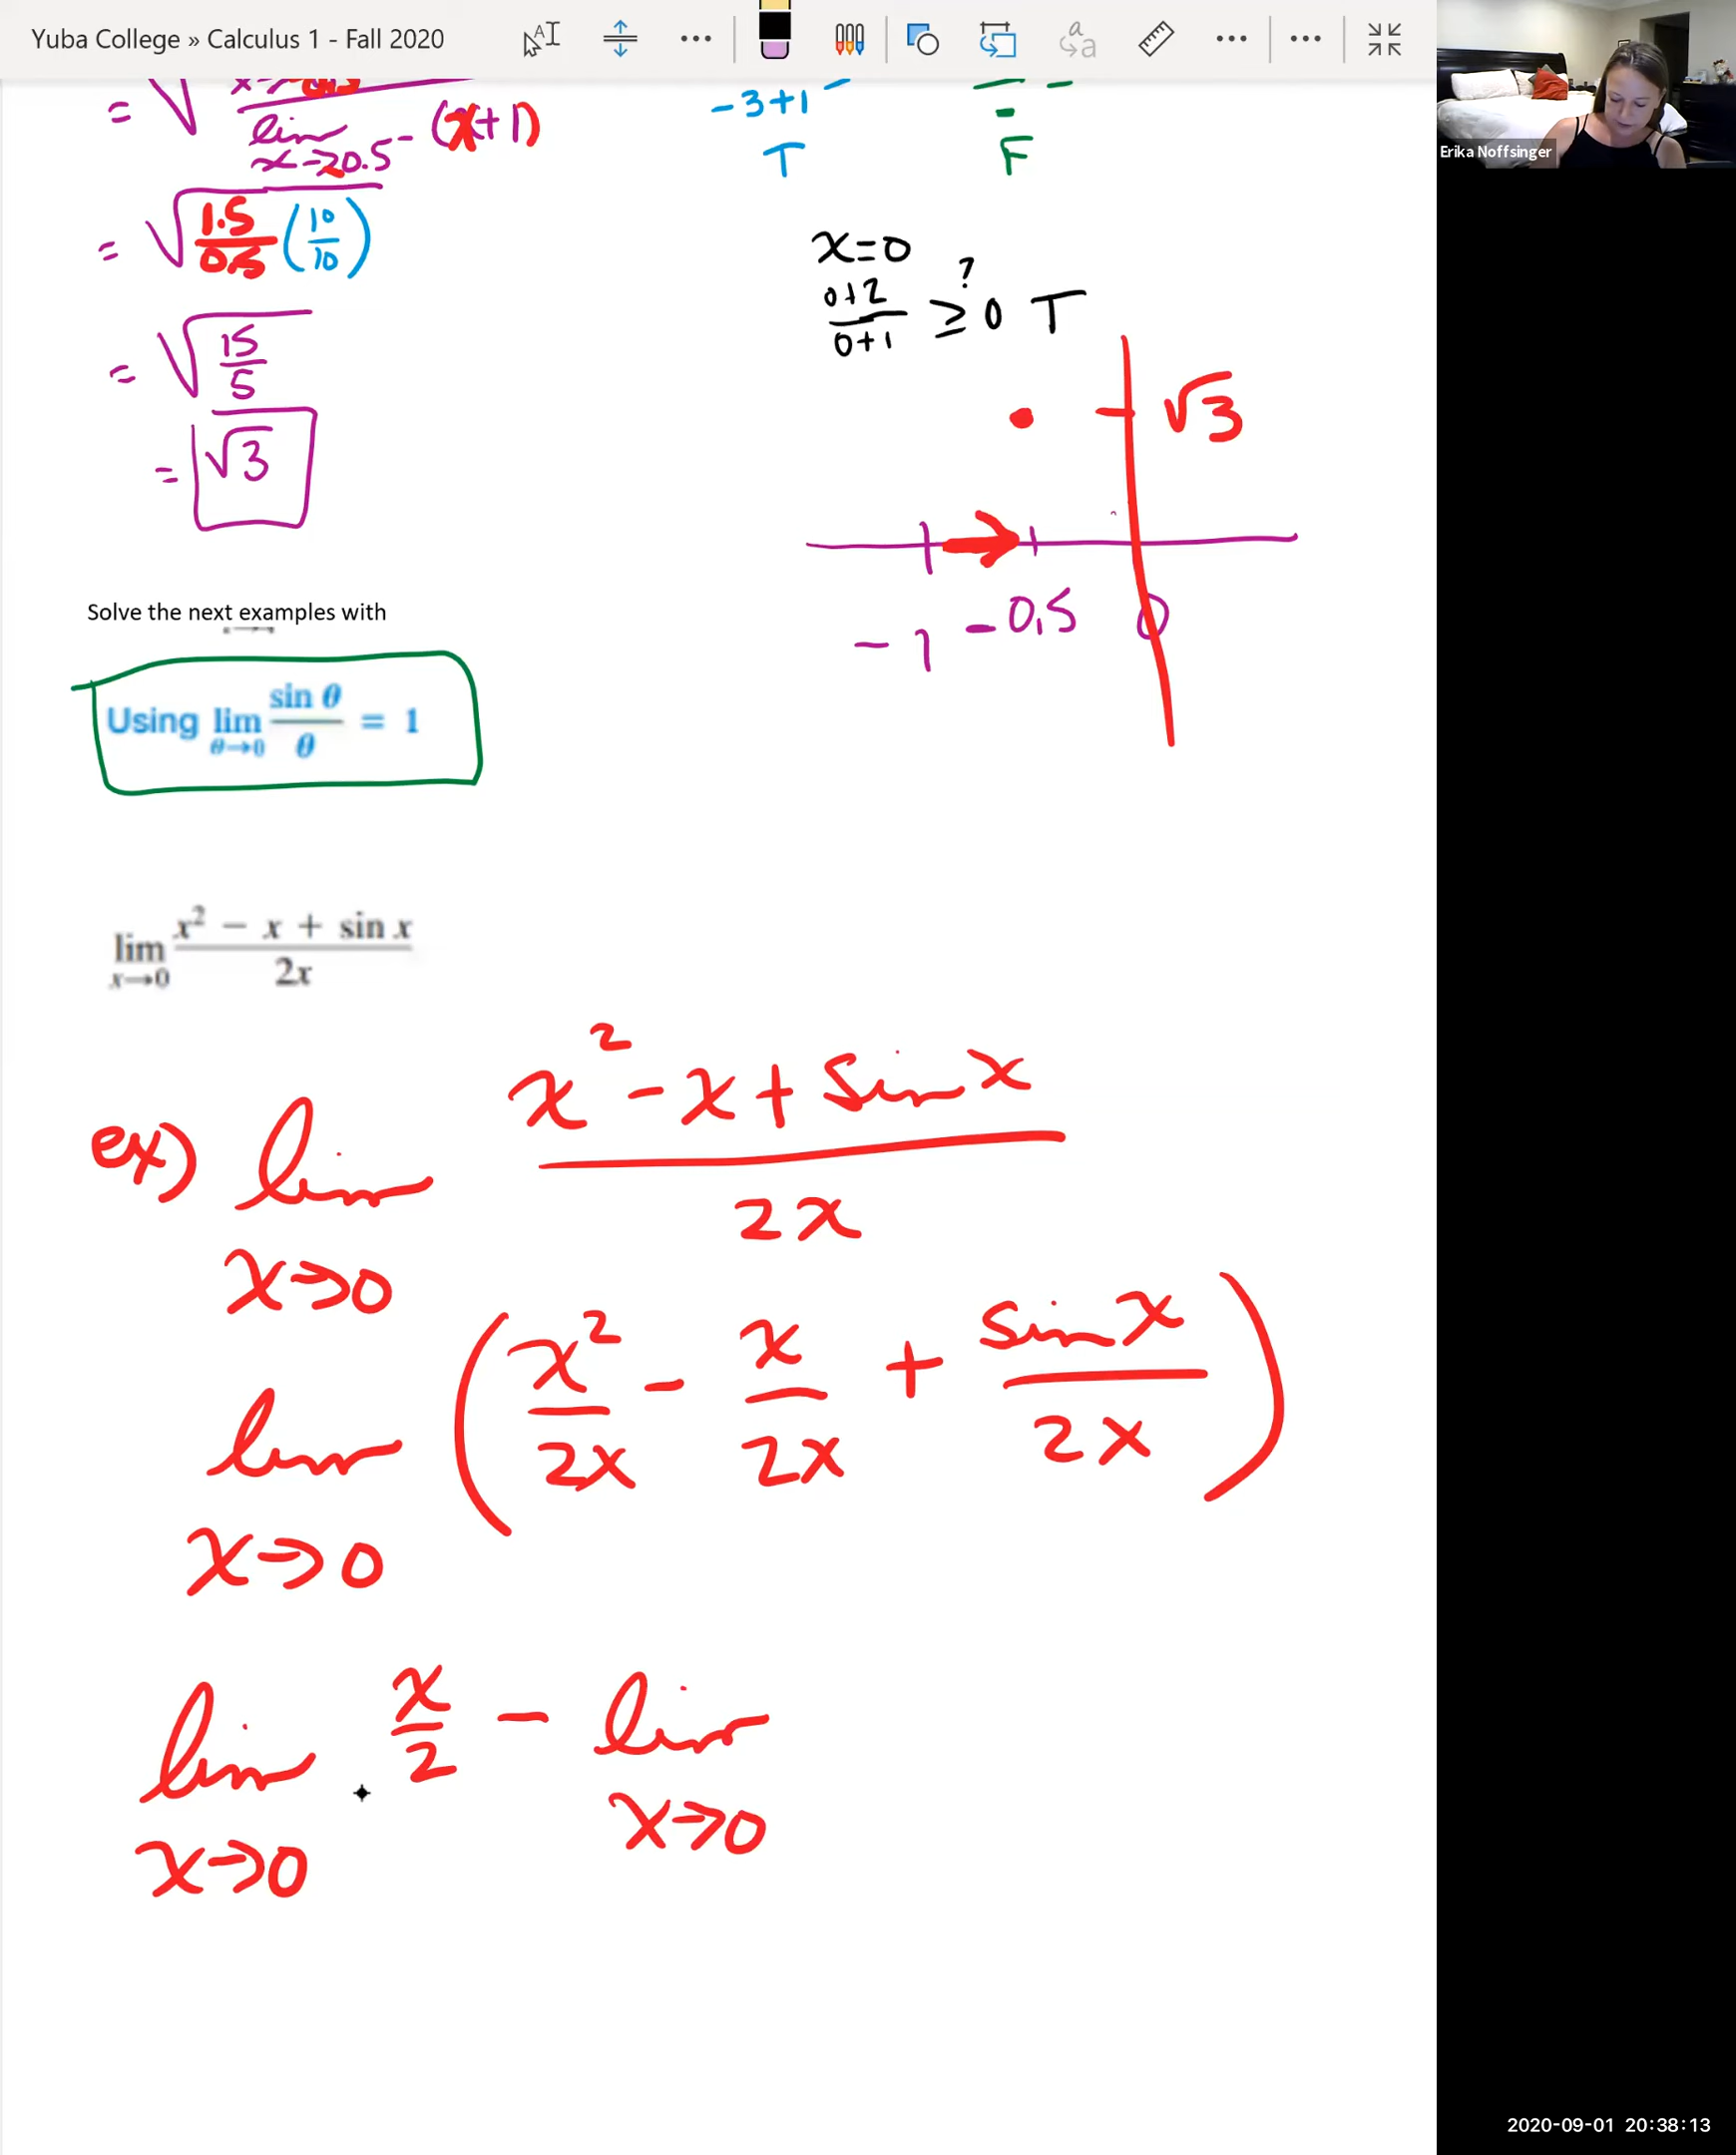 Yuba College » Calculus 1 - Fall 2020
Erika Noffsinger
= √
lim x→0.5⁻ (x+1)
-3+1
T
F
= √(1.5/0.5 (10/10))
x=0
(0+2)/(0+1) ≥? 0 T
= √(15/5)
= √3
√3
-1 -0.5 0
Solve the next examples with
Using lim θ→0 sin θ/θ = 1
lim x→0 (x² − x + sin x)/2x
ex) lim x→0 (x² - x + sin x)/2x
lim x→0 (x²/2x - x/2x + sin x/2x)
lim x→0 x/2 - lim x→0
2020-09-01 20:38:13